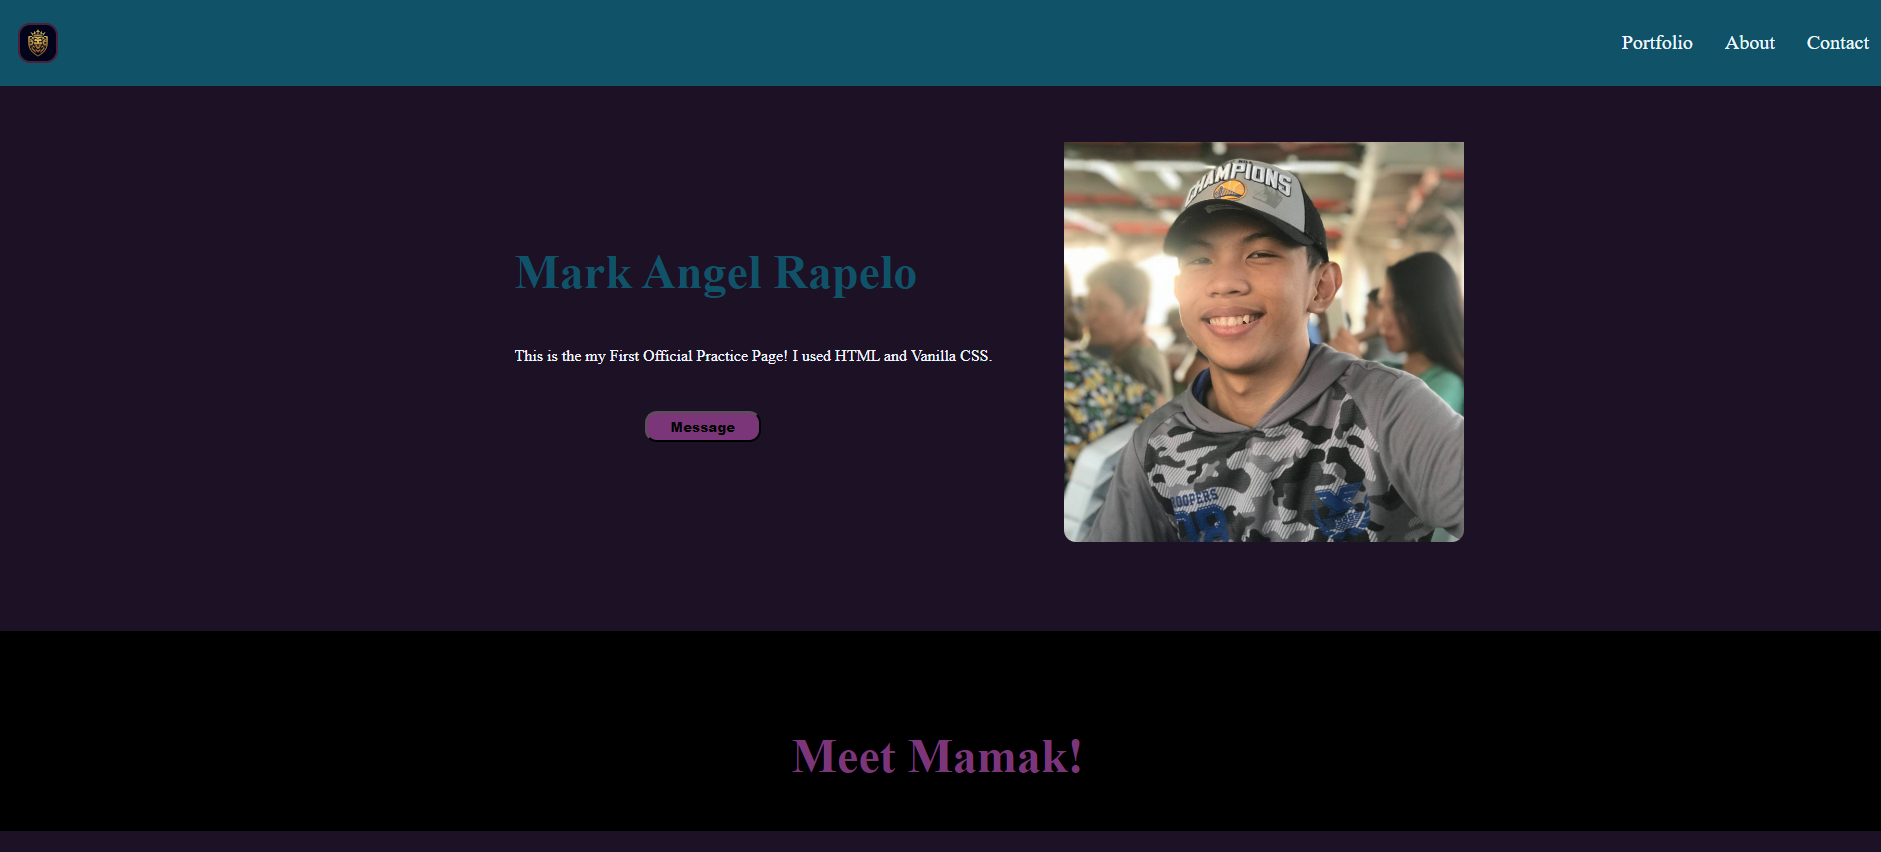 Portfolio About Contact
CHAMPIONS
Mark Angel Rapelo
This is the my First Official Practice Page! I used HTML and Vanilla CSS.
Message
Meet Mamak!